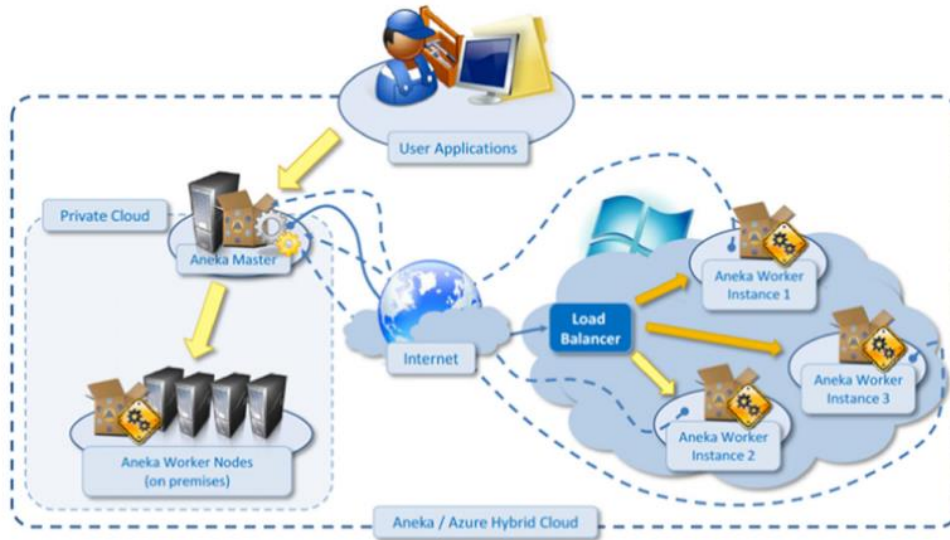 User Applications
Private Cloud
Aneka Master
Aneka Worker
Instance 1
Load
Balancer
Internet
Aneka Worker
Instance 3
Aneka Worker Nodes
(on premises)
Aneka Worker
Instance 2
Aneka / Azure Hybrid Cloud